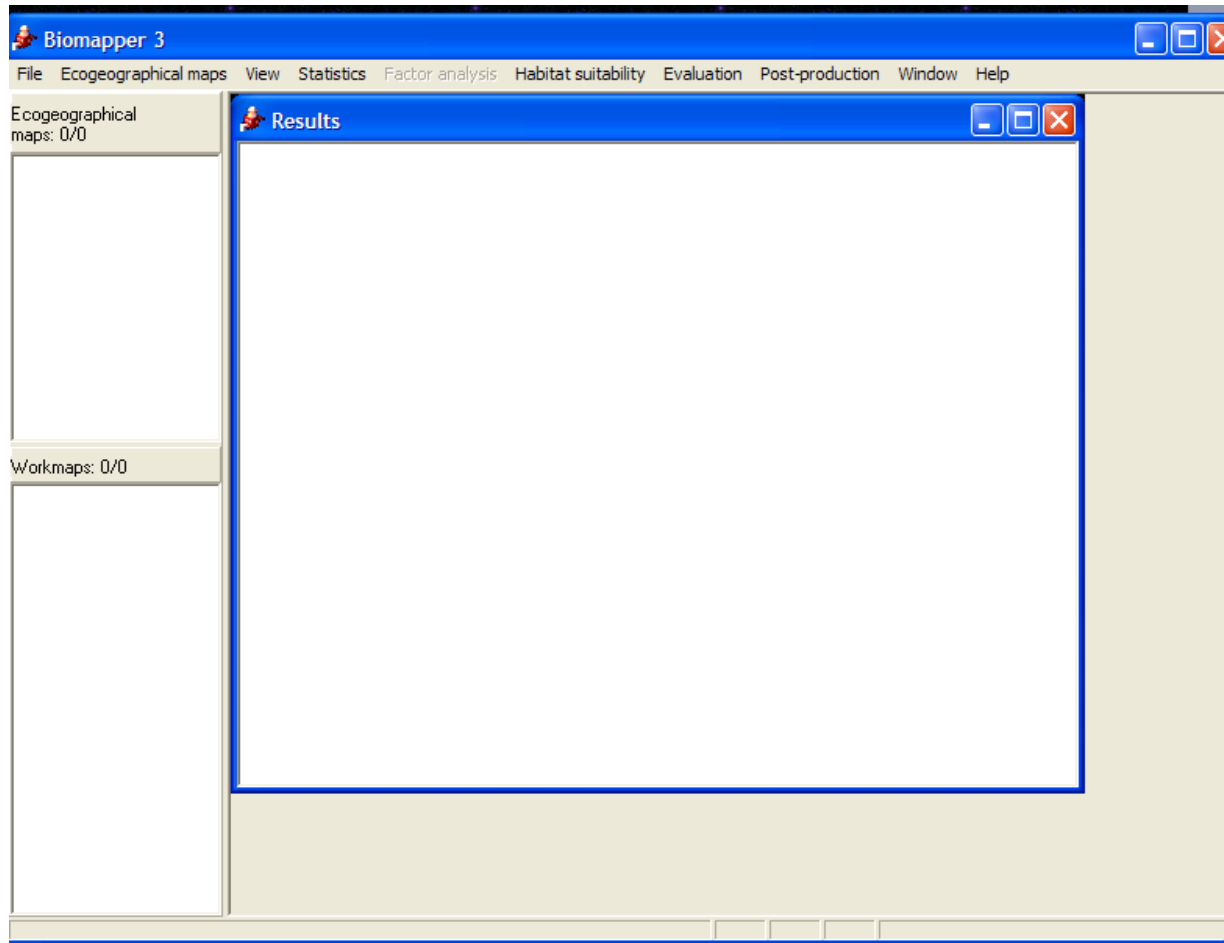 Biomapper 3
File Ecogeographical maps View Statistics Factor analysis Habitat suitability Evaluation Post-production Window Help
Ecogeographical
maps: 0/0
Results
Workmaps: 0/0